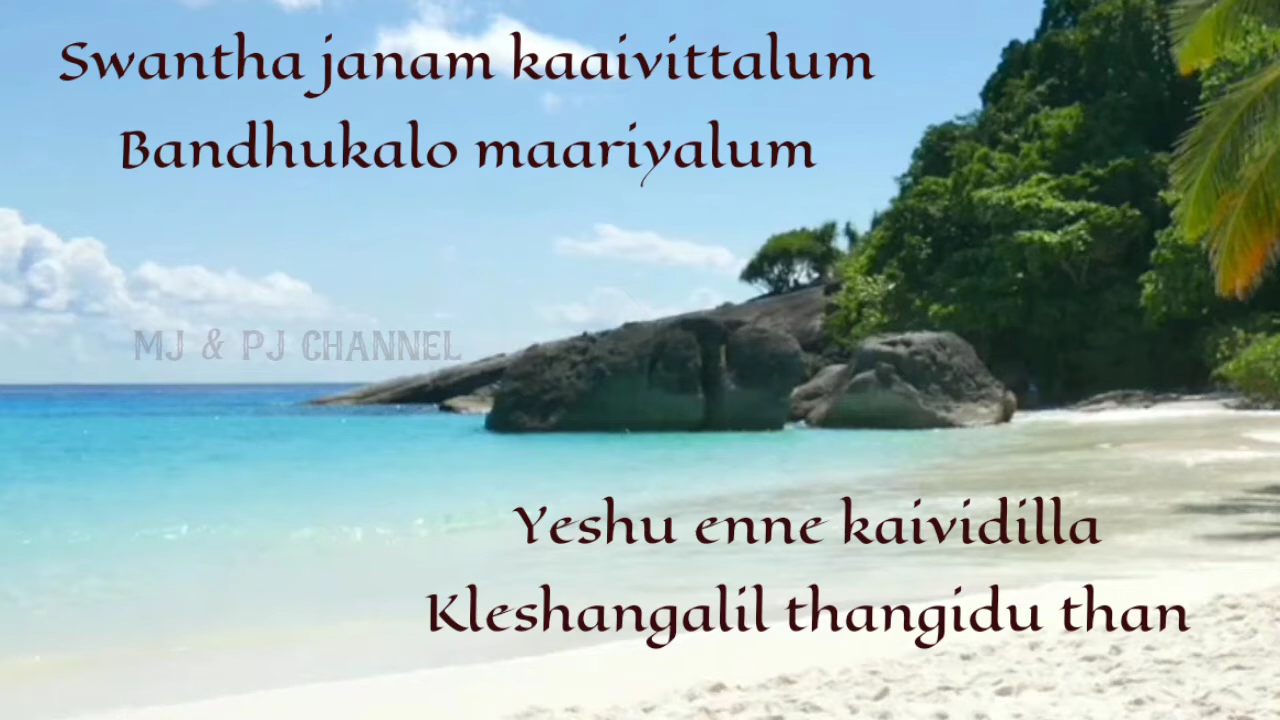 Swantha janam kaaivittalum
Bandhukalo maariyalum
MJ & PJ CHANNEL
Yeshu enne kaividilla
Kleshangalil thangidu than